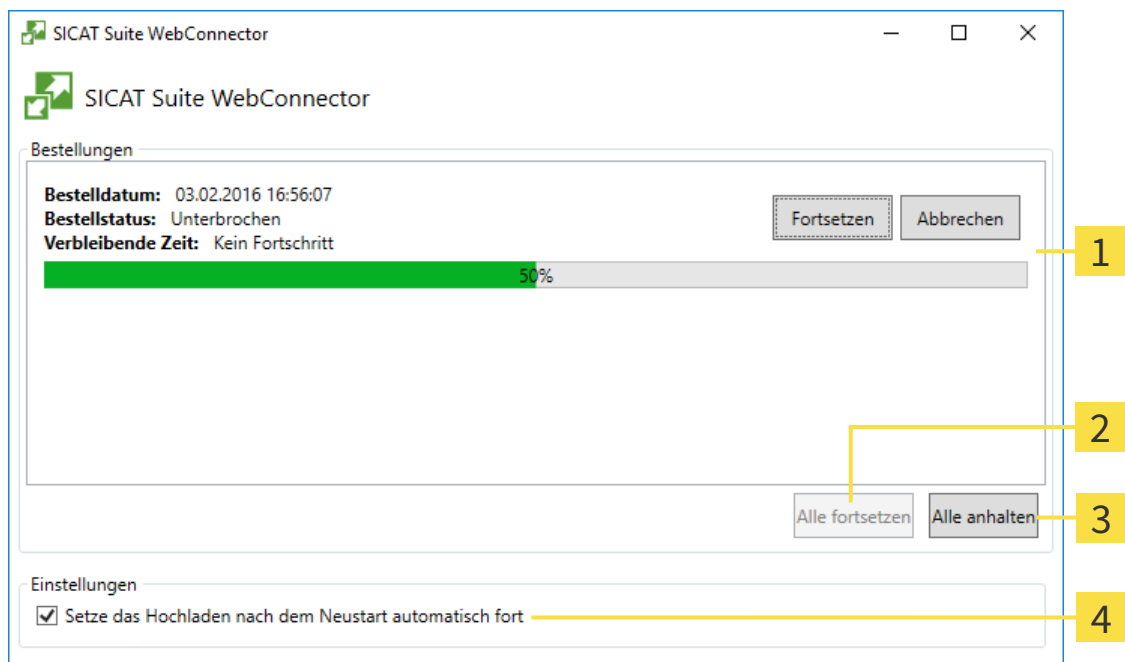 SICAT Suite WebConnector
SICAT Suite WebConnector
Bestellungen
Bestelldatum: 03.02.2016 16:56:07
Bestellstatus: Unterbrochen
Verbleibende Zeit: Kein Fortschritt
Fortsetzen
Abbrechen
1
50%
2
Alle fortsetzen
Alle anhalten
3
Einstellungen
Setze das Hochladen nach dem Neustart automatisch fort
4